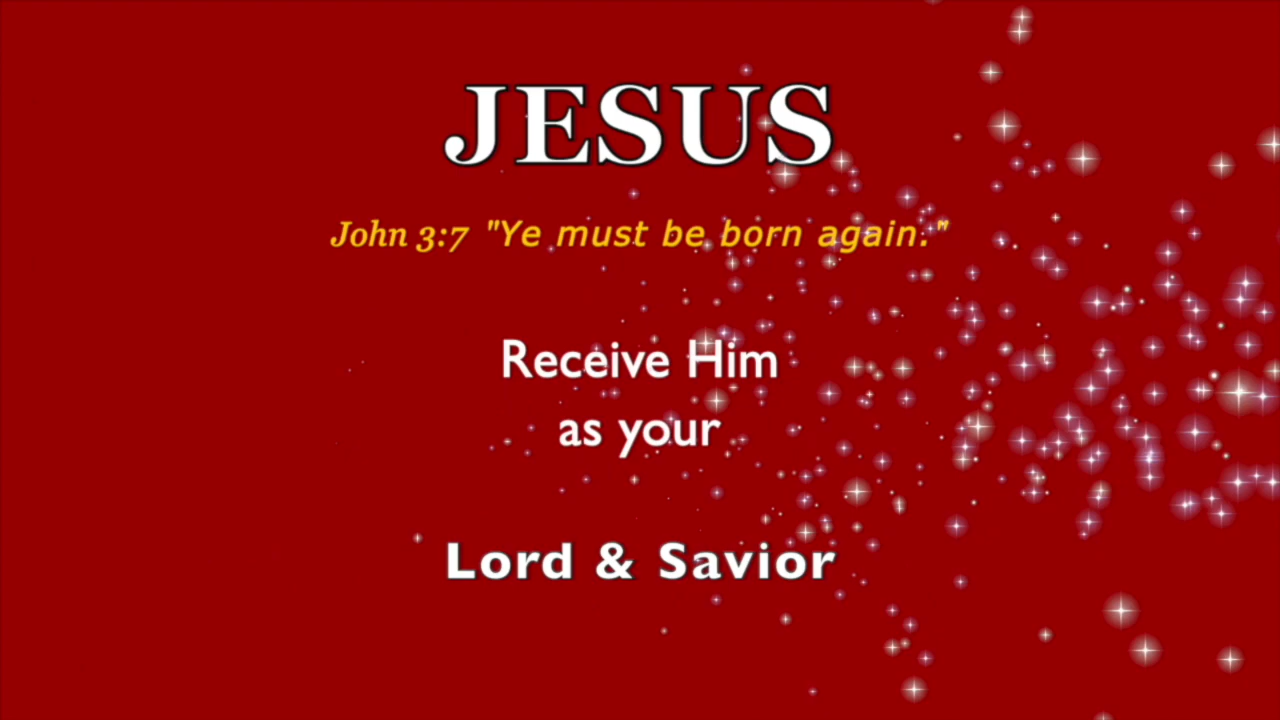 JESUS
John 3:7 "Ye must be born again."
Receive Him
as your
Lord & Savior